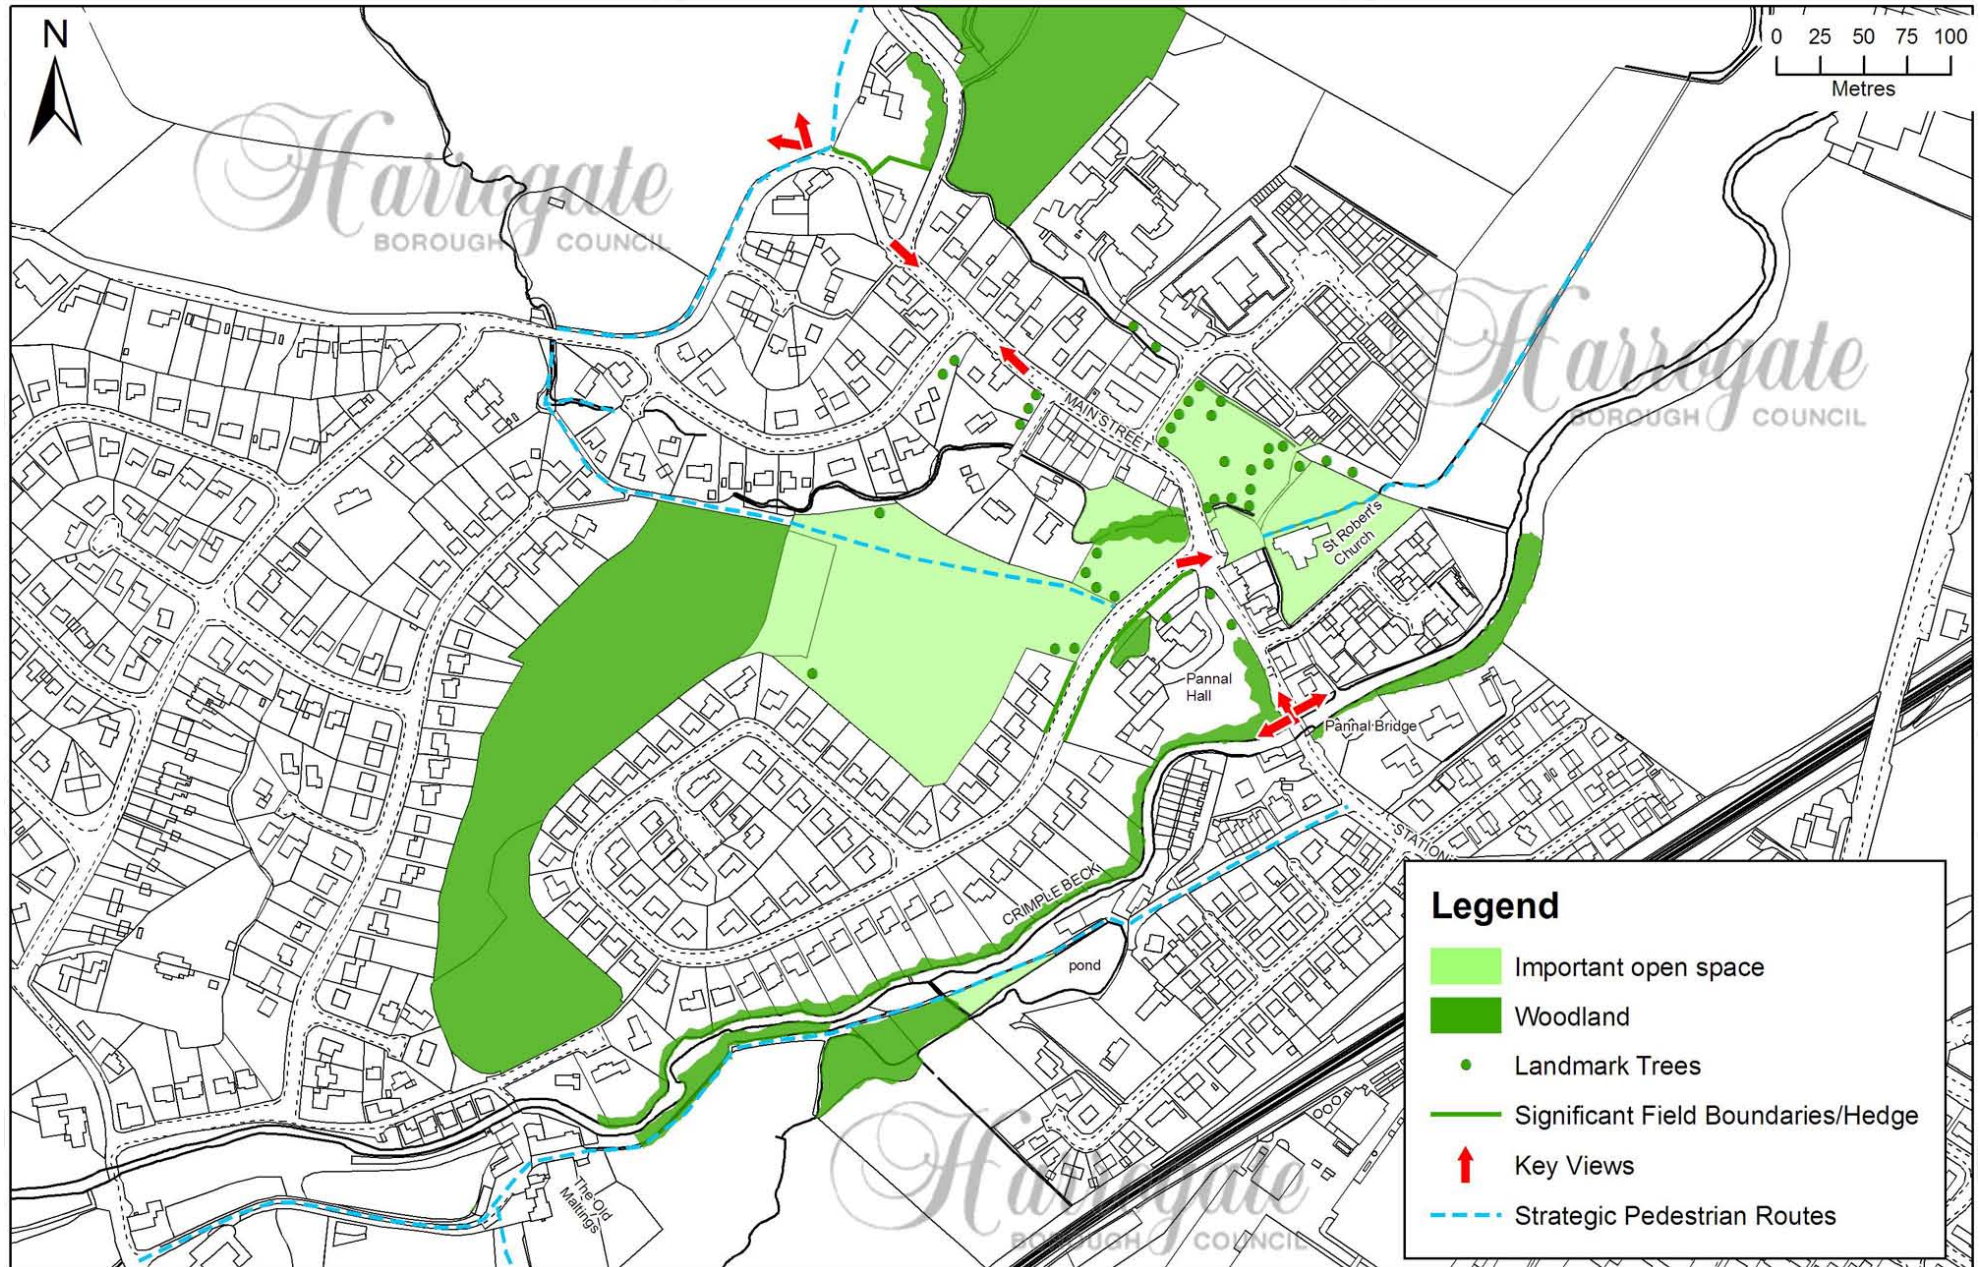 N
0 25 50 75 100
Metres
Harrogate
BOROUGH COUNCIL
Harrogate
BOROUGH COUNCIL
MAIN STREET
St Robert's
Church
Pannal
Hall
Pannal Bridge
STATION
CRIMPLE BECK
pond
The Old
Maltings
Harrogate
BOROUGH COUNCIL
Legend
Important open space
Woodland
Landmark Trees
Significant Field Boundaries/Hedge
Key Views
Strategic Pedestrian Routes